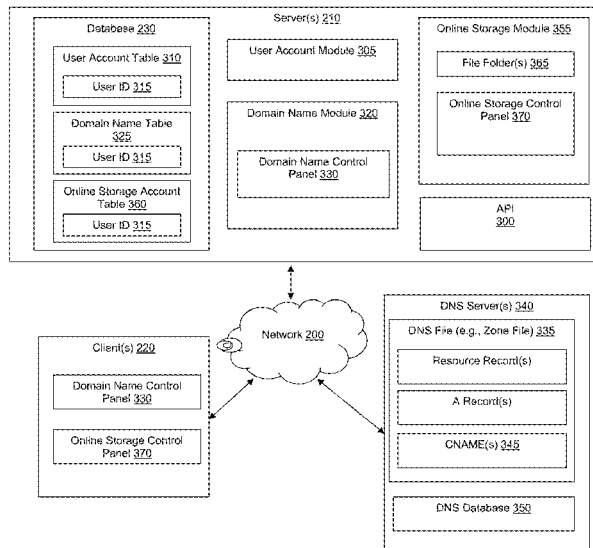 Server(s) 210
Database 230
User Account Table 310
User ID 315
Domain Name Table
325
User ID 315
Online Storage Account
Table 360
User ID 315
User Account Module 305
Domain Name Module 320
Domain Name Control
Panel 330
Online Storage Module 355
File Folder(s) 365
Online Storage Control
Panel 370
API
300
Network 200
Client(s) 220
Domain Name Control
Panel 330
Online Storage Control
Panel 370
DNS Server(s) 340
DNS File (e.g., Zone File) 335
Resource Record(s)
A Record(s)
CNAME(s) 345
DNS Database 350